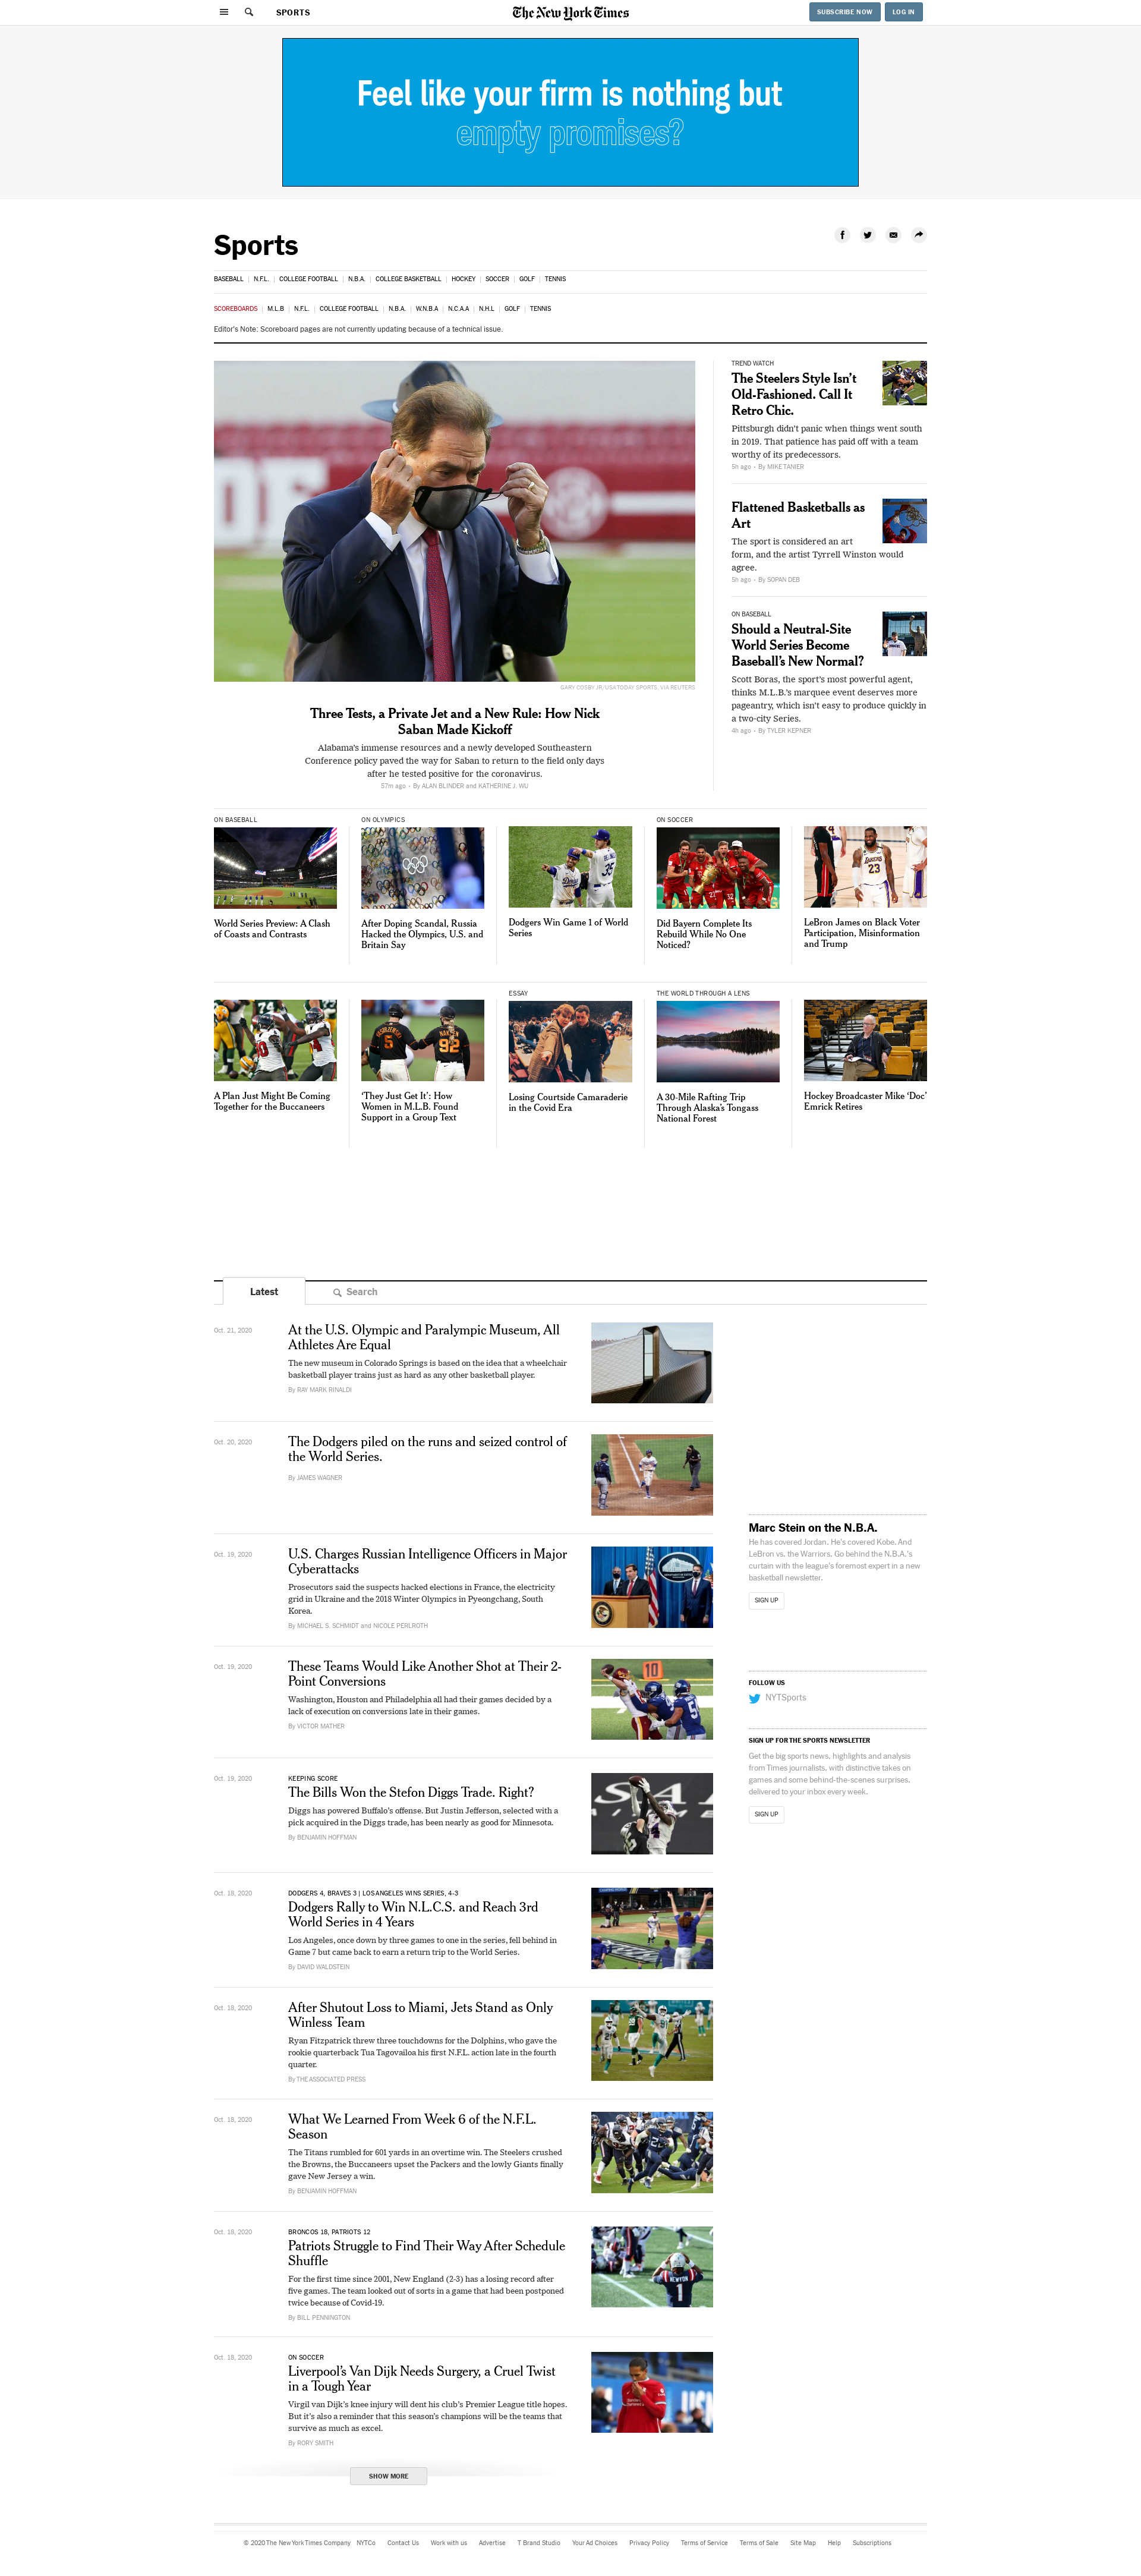 SPORTS
The New York Times
SUBSCRIBE NOW
LOG IN
Feel like your firm is nothing but
empty promises?
Sports
BASEBALL | N.F.L. | COLLEGE FOOTBALL | N.B.A. | COLLEGE BASKETBALL | HOCKEY | SOCCER | GOLF | TENNIS
SCOREBOARDS | M.L.B | N.F.L. | COLLEGE FOOTBALL | N.B.A. | W.N.B.A | N.C.A.A | N.H.L | GOLF | TENNIS
Editor's Note: Scoreboard pages are not currently updating because of a technical issue.
GARY COSBY JR/USA TODAY SPORTS, VIA REUTERS
Three Tests, a Private Jet and a New Rule: How Nick
Saban Made Kickoff
Alabama's immense resources and a newly developed Southeastern
Conference policy paved the way for Saban to return to the field only days
after he tested positive for the coronavirus.
57m ago - By ALAN BLINDER and KATHERINE J. WU
TREND WATCH
The Steelers Style Isn't
Old-Fashioned. Call It
Retro Chic.
Pittsburgh didn't panic when things went south
in 2019. That patience has paid off with a team
worthy of its predecessors.
5h ago - By MIKE TANIER
Flattened Basketballs as
Art
The sport is considered an art
form, and the artist Tyrrell Winston would
agree.
5h ago - By SOPAN DEB
ON BASEBALL
Should a Neutral-Site
World Series Become
Baseball's New Normal?
Scott Boras, the sport's most powerful agent,
thinks M.L.B.'s marquee event deserves more
pageantry, which isn't easy to produce quickly in
a two-city Series.
4h ago - By TYLER KEPNER
ON BASEBALL
World Series Preview: A Clash
of Coasts and Contrasts
ON OLYMPICS
After Doping Scandal, Russia
Hacked the Olympics, U.S. and
Britain Say
Dodgers
35
Dodgers Win Game 1 of World
Series
ON SOCCER
Did Bayern Complete Its
Rebuild While No One
Noticed?
LAKERS
23
LeBron James on Black Voter
Participation, Misinformation
and Trump
A Plan Just Might Be Coming
Together for the Buccaneers
5
92
'They Just Get It': How
Women in M.L.B. Found
Support in a Group Text
ESSAY
Losing Courtside Camaraderie
in the Covid Era
THE WORLD THROUGH A LENS
A 30-Mile Rafting Trip
Through Alaska's Tongass
National Forest
Hockey Broadcaster Mike 'Doc'
Emrick Retires
Latest
Search
Oct. 21, 2020
At the U.S. Olympic and Paralympic Museum, All
Athletes Are Equal
The new museum in Colorado Springs is based on the idea that a wheelchair
basketball player trains just as hard as any other basketball player.
By RAY MARK RINALDI
Oct. 20, 2020
The Dodgers piled on the runs and seized control of
the World Series.
By JAMES WAGNER
Oct. 19, 2020
U.S. Charges Russian Intelligence Officers in Major
Cyberattacks
Prosecutors said the suspects hacked elections in France, the electricity
grid in Ukraine and the 2018 Winter Olympics in Pyeongchang, South
Korea.
By MICHAEL S. SCHMIDT and NICOLE PERLROTH
Oct. 19, 2020
These Teams Would Like Another Shot at Their 2-
Point Conversions
Washington, Houston and Philadelphia all had their games decided by a
lack of execution on conversions late in their games.
By VICTOR MATHER
10
Oct. 19, 2020
KEEPING SCORE
The Bills Won the Stefon Diggs Trade. Right?
Diggs has powered Buffalo's offense. But Justin Jefferson, selected with a
pick acquired in the Diggs trade, has been nearly as good for Minnesota.
By BENJAMIN HOFFMAN
Oct. 18, 2020
DODGERS 4, BRAVES 3 | LOS ANGELES WINS SERIES, 4-3
Dodgers Rally to Win N.L.C.S. and Reach 3rd
World Series in 4 Years
Los Angeles, once down by three games to one in the series, fell behind in
Game 7 but came back to earn a return trip to the World Series.
By DAVID WALDSTEIN
Oct. 18, 2020
After Shutout Loss to Miami, Jets Stand as Only
Winless Team
Ryan Fitzpatrick threw three touchdowns for the Dolphins, who gave the
rookie quarterback Tua Tagovailoa his first N.F.L. action late in the fourth
quarter.
By THE ASSOCIATED PRESS
Oct. 18, 2020
What We Learned From Week 6 of the N.F.L.
Season
The Titans rumbled for 601 yards in an overtime win. The Steelers crushed
the Browns, the Buccaneers upset the Packers and the lowly Giants finally
gave New Jersey a win.
By BENJAMIN HOFFMAN
Oct. 18, 2020
BRONCOS 18, PATRIOTS 12
Patriots Struggle to Find Their Way After Schedule
Shuffle
For the first time since 2001, New England (2-3) has a losing record after
five games. The team looked out of sorts in a game that had been postponed
twice because of Covid-19.
By BILL PENNINGTON
NEWTON
1
Oct. 18, 2020
ON SOCCER
Liverpool's Van Dijk Needs Surgery, a Cruel Twist
in a Tough Year
Virgil van Dijk's knee injury will dent his club's Premier League title hopes.
But it's also a reminder that this season's champions will be the teams that
survive as much as excel.
By RORY SMITH
SHOW MORE
Marc Stein on the N.B.A.
He has covered Jordan. He's covered Kobe. And
LeBron vs. the Warriors. Go behind the N.B.A.'s
curtain with the league's foremost expert in a new
basketball newsletter.
SIGN UP
FOLLOW US
NYTSports
SIGN UP FOR THE SPORTS NEWSLETTER
Get the big sports news, highlights and analysis
from Times journalists, with distinctive takes on
games and some behind-the-scenes surprises,
delivered to your inbox every week.
SIGN UP
© 2020 The New York Times Company NYTCo Contact Us Work with us Advertise T Brand Studio Your Ad Choices Privacy Policy Terms of Service Terms of Sale Site Map Help Subscriptions